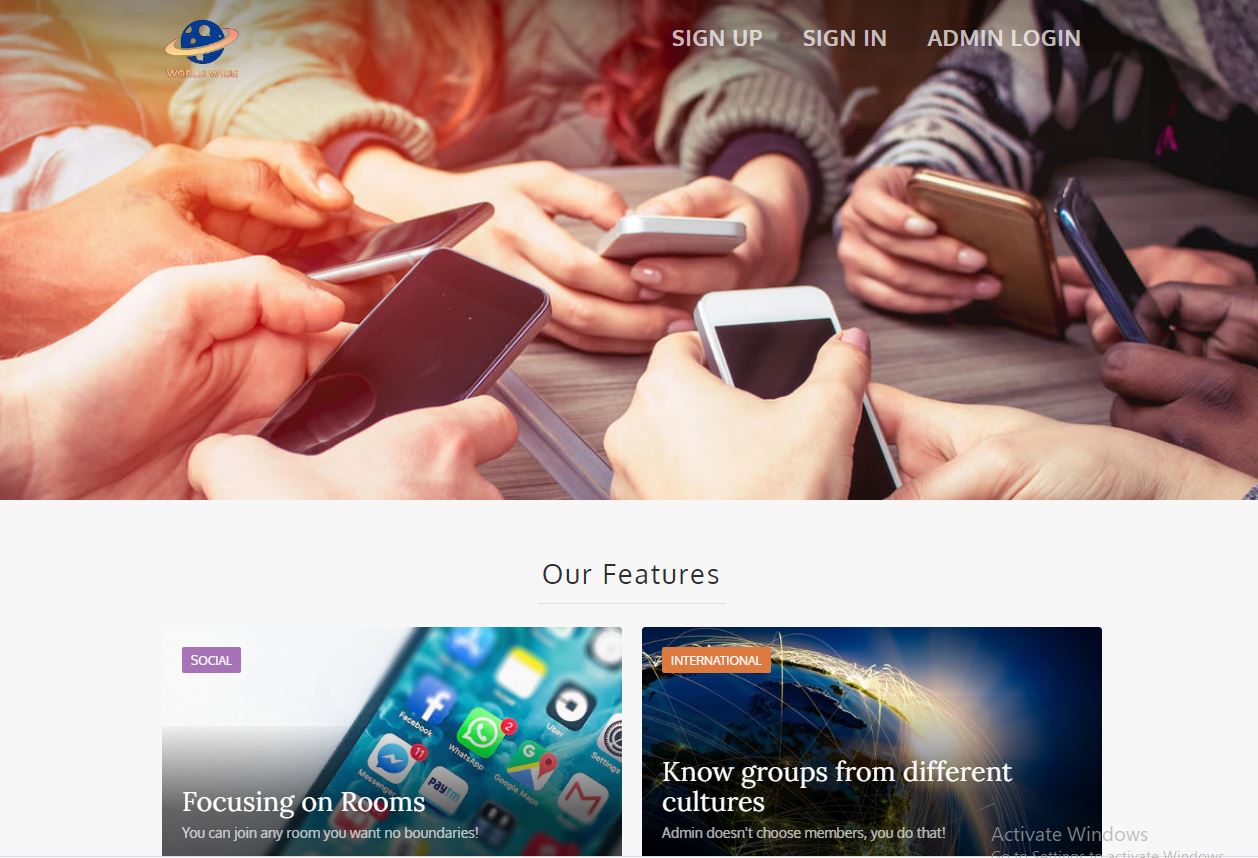 SIGN UP SIGN IN ADMIN LOGIN
WORLD WIDE
Our Features
SOCIAL
Facebook
WhatsApp
2
Uber
Settings
Messenger
11
Paytm
Google Maps
Focusing on Rooms
You can join any room you want no boundaries!
INTERNATIONAL
Know groups from different
cultures
Admin doesn't choose members, you do that!
Activate Windows
Go to Settings to activate Windows.